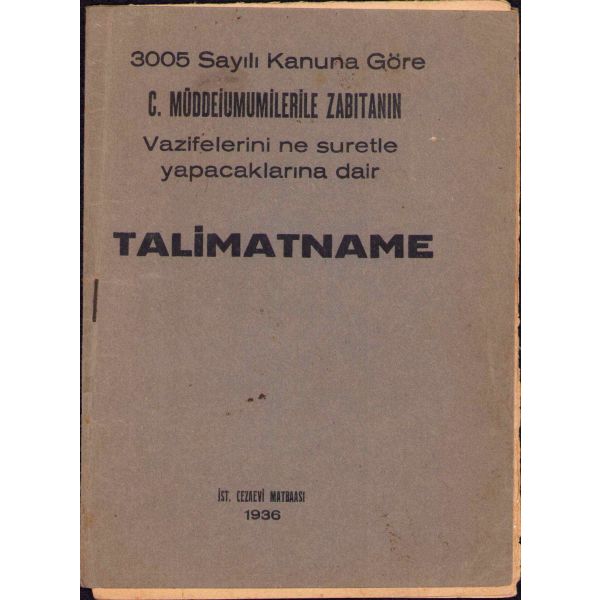 3005 Sayılı Kanuna Göre
C. MÜDDEİUMUMİLERİLE ZABITANIN
Vazifelerini ne suretle
yapacaklarına dair
TALİMATNAME
İST. CEZAEVİ MATBAASI
1936